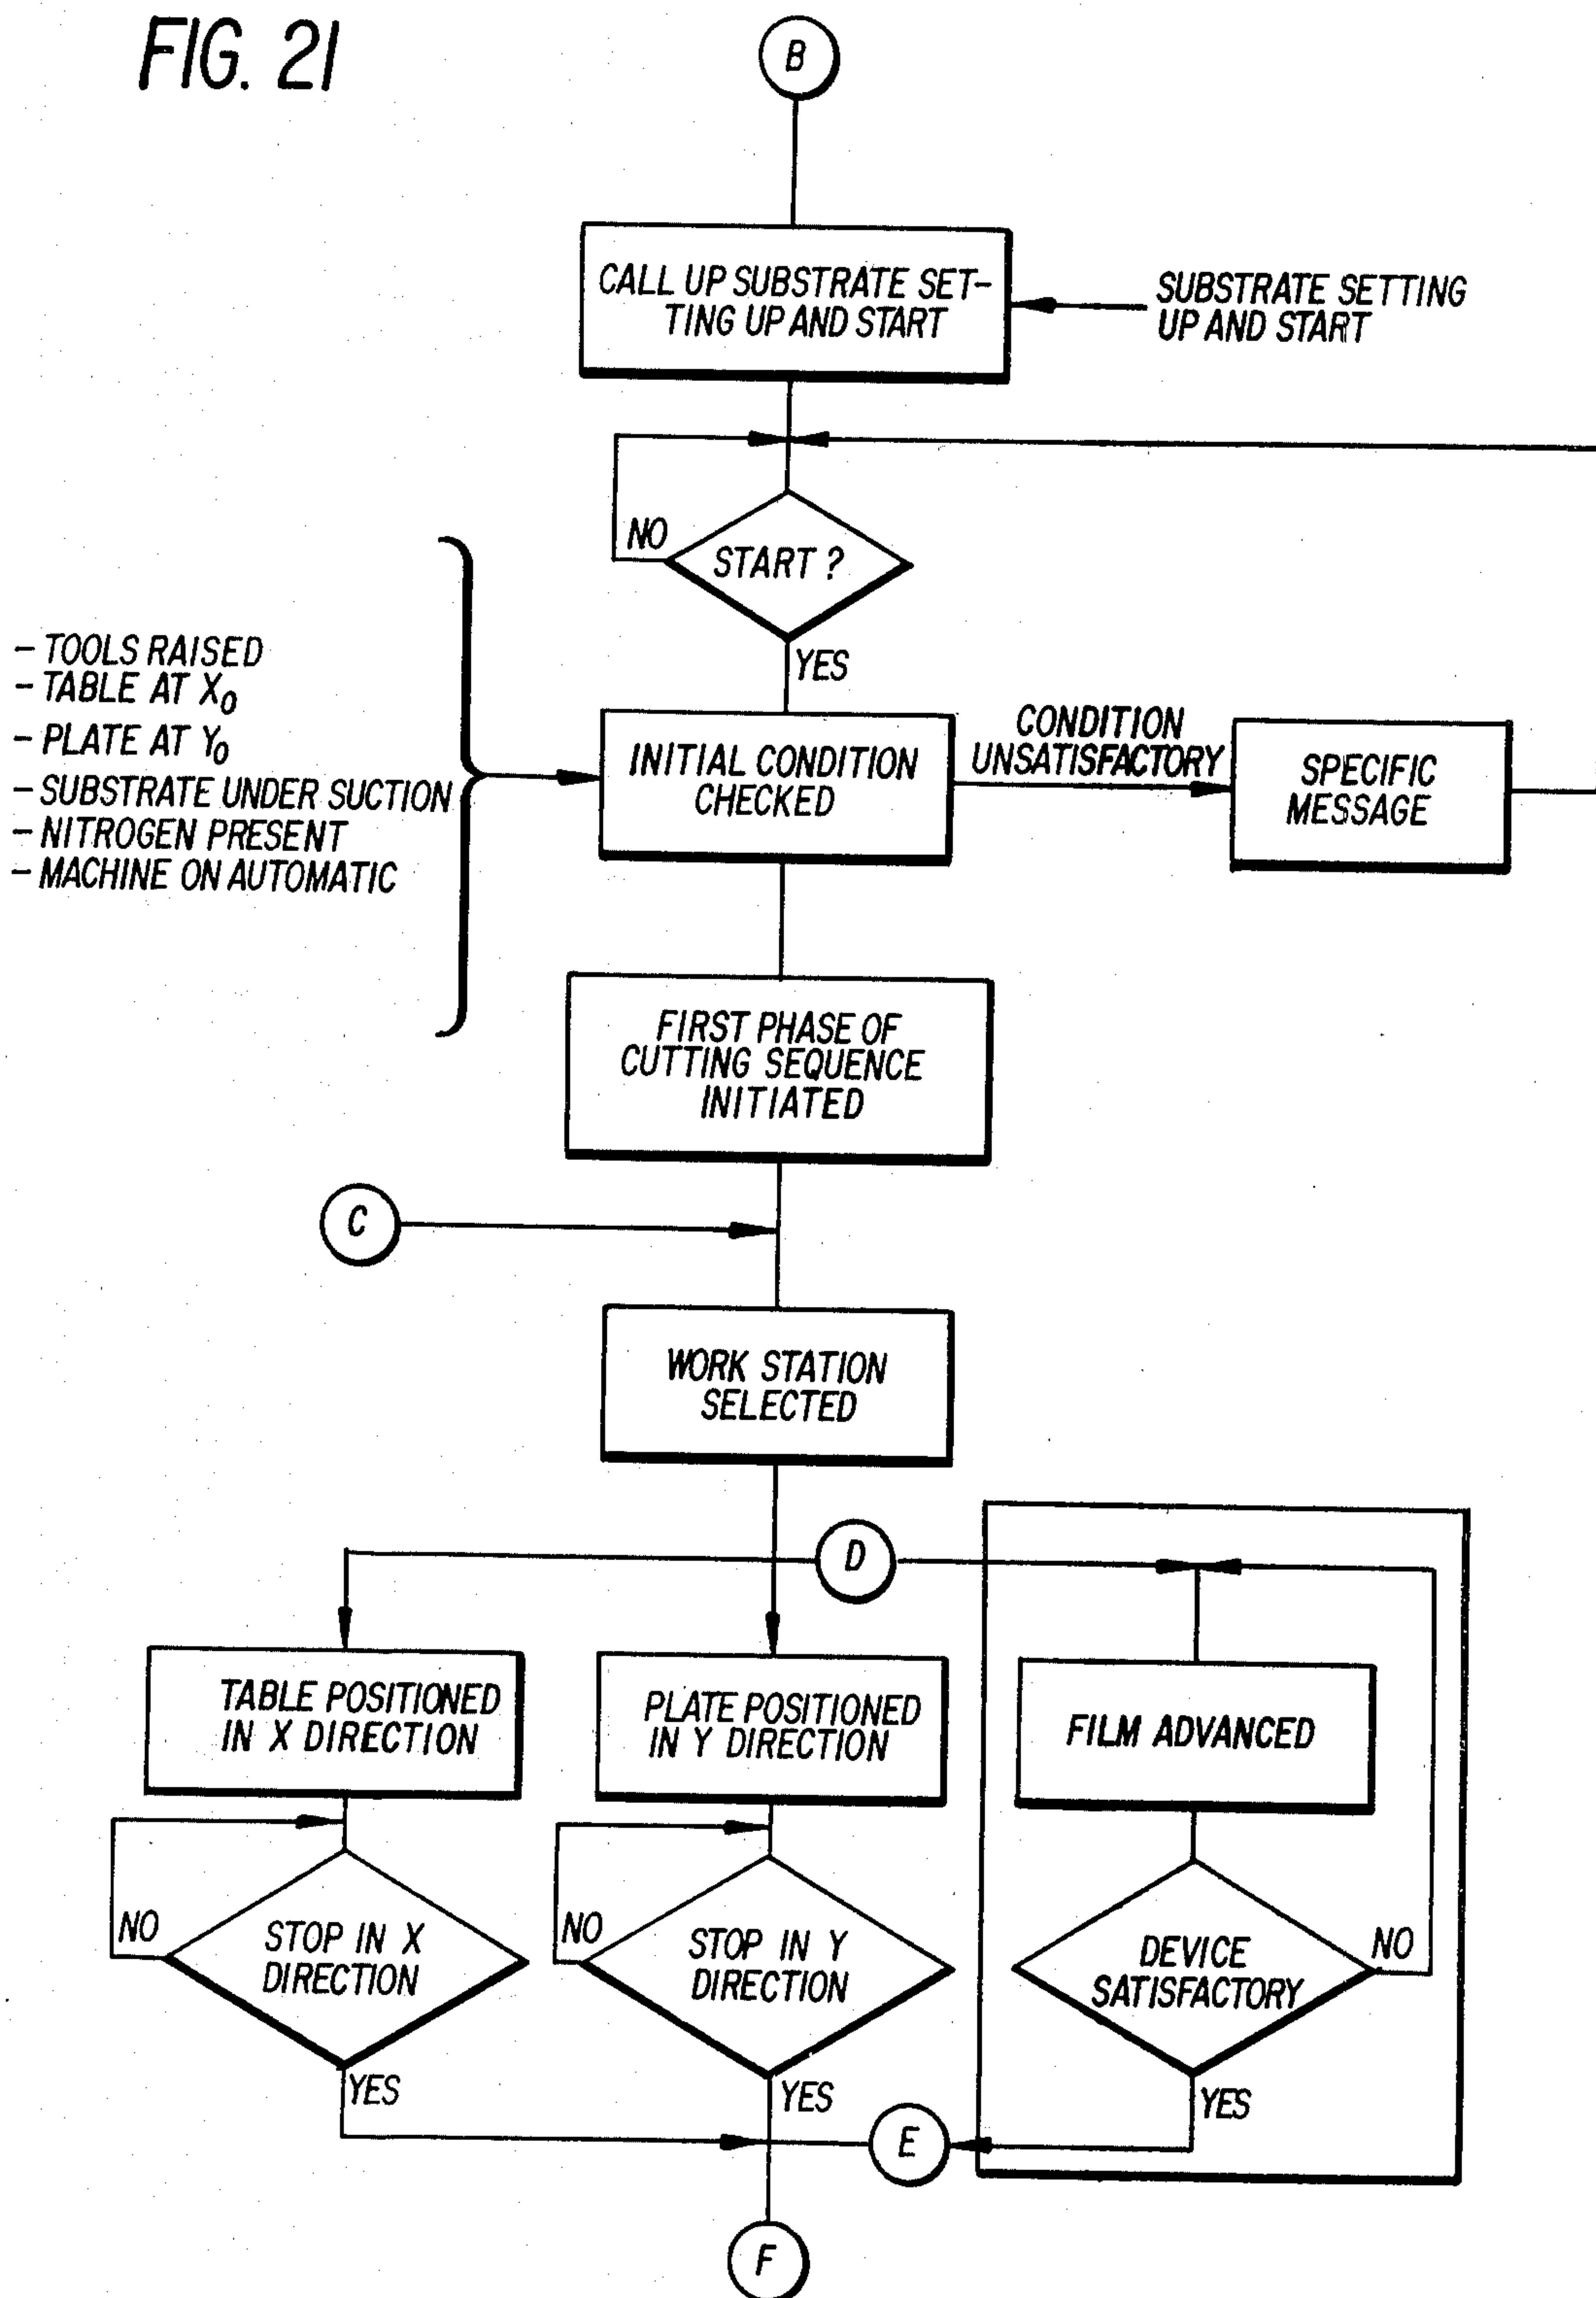 FIG. 21
B
CALL UP SUBSTRATE SET-
TING UP AND START
SUBSTRATE SETTING
UP AND START
NO
START ?
YES
- TOOLS RAISED
- TABLE AT X0
- PLATE AT Y0
- SUBSTRATE UNDER SUCTION
- NITROGEN PRESENT
- MACHINE ON AUTOMATIC
INITIAL CONDITION
CHECKED
CONDITION
UNSATISFACTORY
SPECIFIC
MESSAGE
FIRST PHASE OF
CUTTING SEQUENCE
INITIATED
C
WORK STATION
SELECTED
D
TABLE POSITIONED
IN X DIRECTION
PLATE POSITIONED
IN Y DIRECTION
FILM ADVANCED
NO
STOP IN X
DIRECTION
YES
NO
STOP IN Y
DIRECTION
YES
DEVICE
SATISFACTORY
NO
YES
E
F